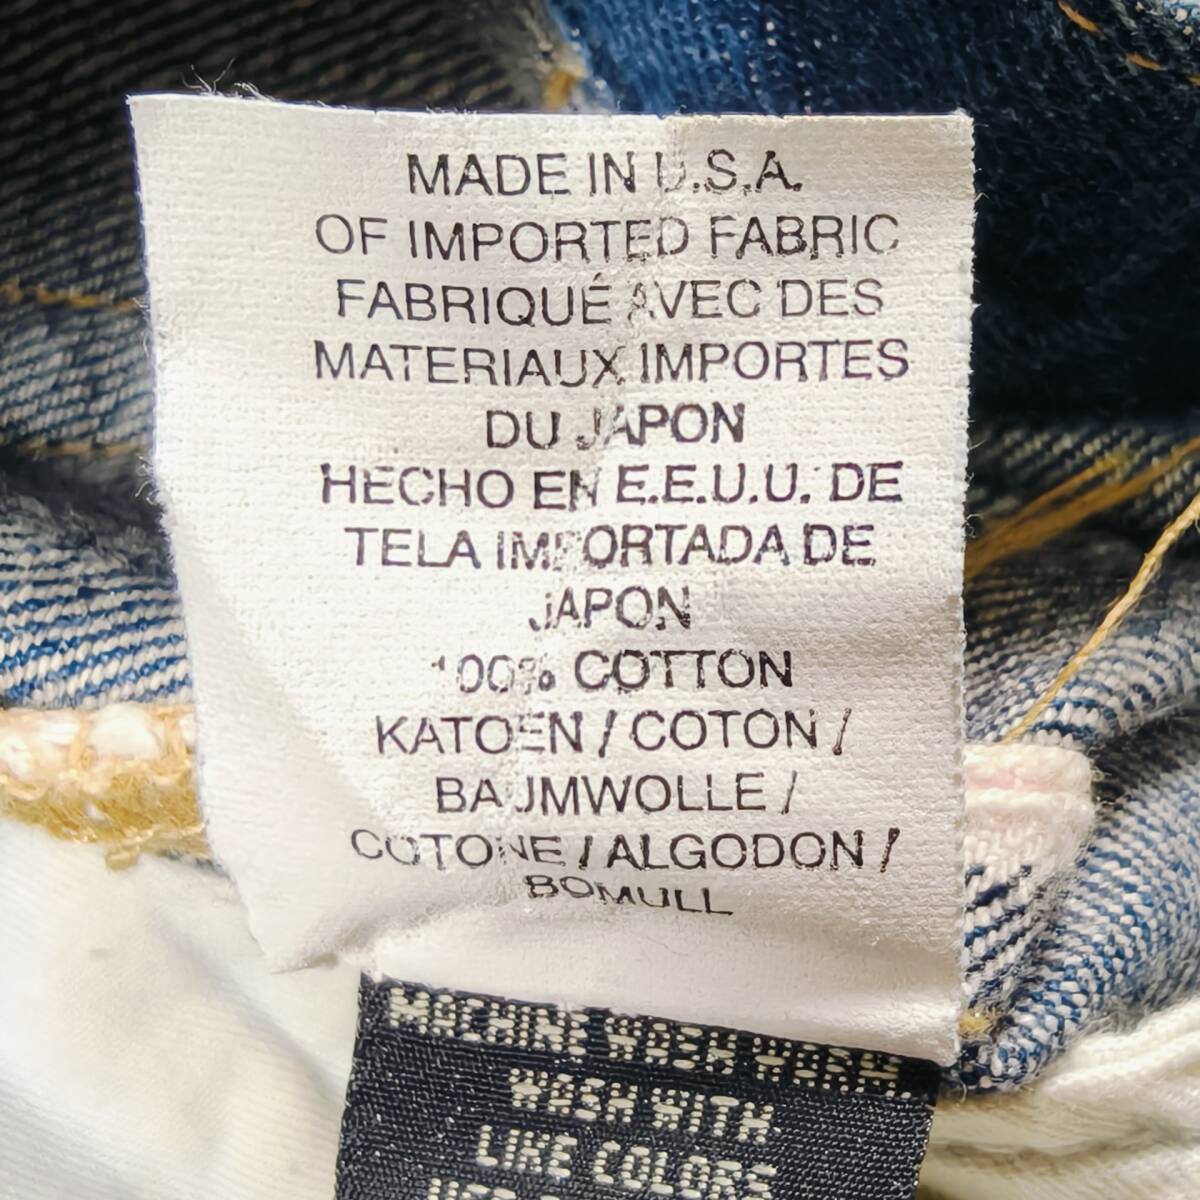 MADE IN U.S.A.
OF IMPORTED FABRIC
FABRIQUÉ AVEC DES
MATERIAUX IMPORTES
DU JAPON
HECHO EN E.E.U.U. DE
TELA IMPORTADA DE
JAPON
100% COTTON
KATOEN / COTON /
BAUMWOLLE /
COTONE / ALGODON /
BOMULL
MACHINE WASH WARM
WASH WITH
LIKE COLORS